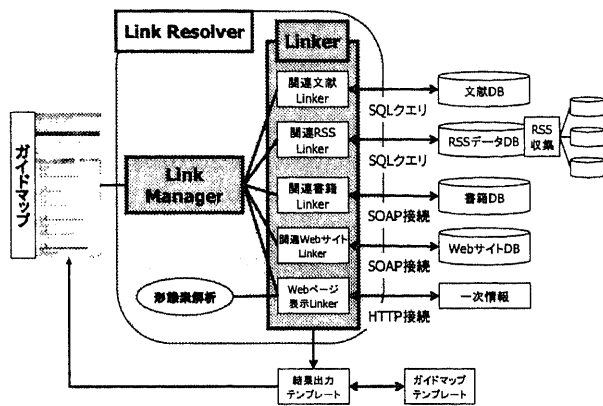 Link Resolver
Linker
関連文献
Linker
SQLクエリ
文献DB
関連RSS
Linker
SQLクエリ
RSSデータDB
RSS
収集
ガイドマップ
Link
Manager
関連書籍
Linker
SOAP接続
書籍DB
関連Webサイト
Linker
SOAP接続
WebサイトDB
形態素解析
Webページ
表示Linker
HTTP接続
一次情報
結果出力
テンプレート
ガイドマップ
テンプレート